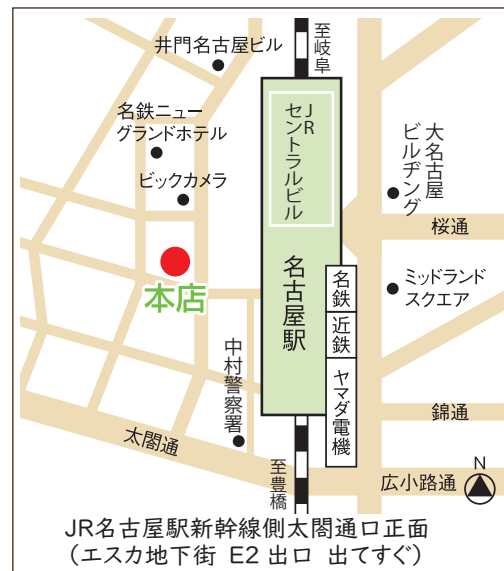 井門名古屋ビル
至岐阜
名鉄ニュー
グランドホテル
JR
セントラルビル
大名古屋
ビルヂング
ビックカメラ
桜通
本店
名古屋駅
名鉄
ミッドランド
スクエア
近鉄
中村警察署
ヤマダ電機
太閤通
錦通
至豊橋
広小路通
N
JR名古屋駅新幹線側太閤通口正面
（エスカ地下街 E2 出口 出てすぐ）